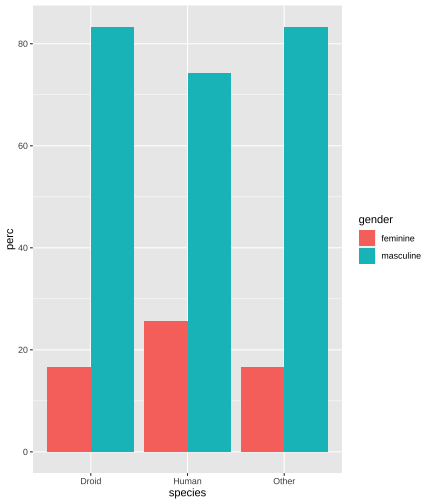 80
60
40
20
0
perc
Droid Human Other
species
gender
feminine
masculine